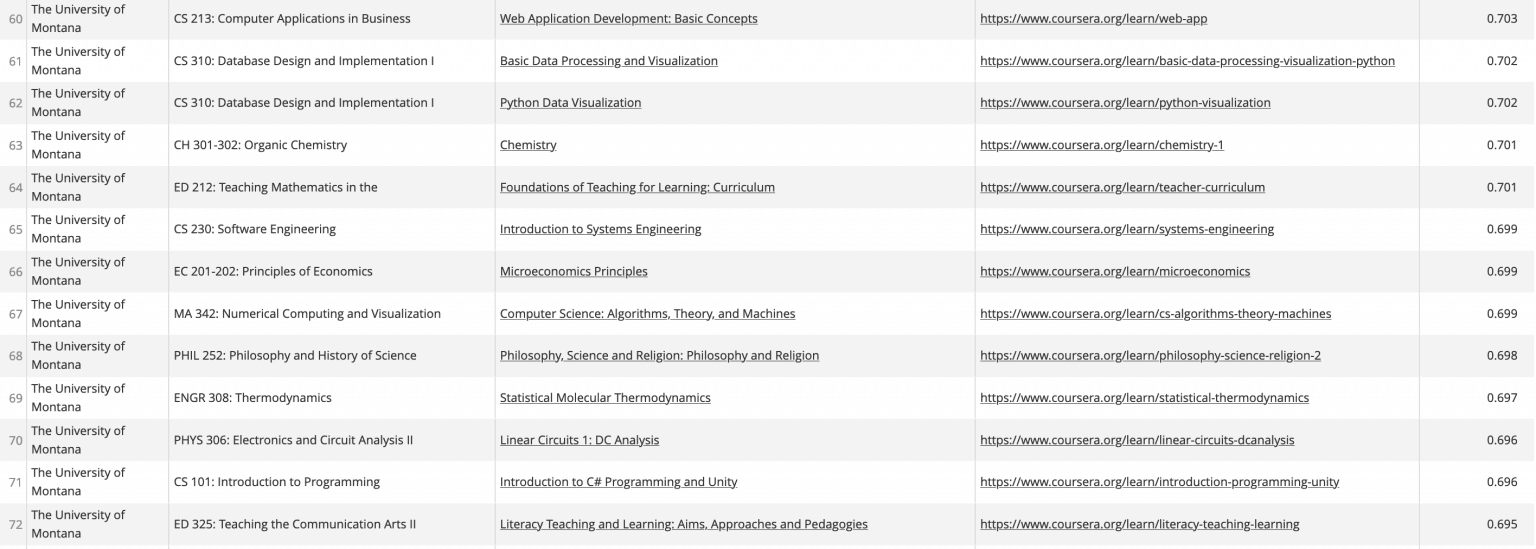 60 The University of Montana CS 213: Computer Applications in Business Web Application Development: Basic Concepts https://www.coursera.org/learn/web-app 0.703
61 The University of Montana CS 310: Database Design and Implementation I Basic Data Processing and Visualization https://www.coursera.org/learn/basic-data-processing-visualization-python 0.702
62 The University of Montana CS 310: Database Design and Implementation I Python Data Visualization https://www.coursera.org/learn/python-visualization 0.702
63 The University of Montana CH 301-302: Organic Chemistry Chemistry https://www.coursera.org/learn/chemistry-1 0.701
64 The University of Montana ED 212: Teaching Mathematics in the Foundations of Teaching for Learning: Curriculum https://www.coursera.org/learn/teacher-curriculum 0.701
65 The University of Montana CS 230: Software Engineering Introduction to Systems Engineering https://www.coursera.org/learn/systems-engineering 0.699
66 The University of Montana EC 201-202: Principles of Economics Microeconomics Principles https://www.coursera.org/learn/microeconomics 0.699
67 The University of Montana MA 342: Numerical Computing and Visualization Computer Science: Algorithms, Theory, and Machines https://www.coursera.org/learn/cs-algorithms-theory-machines 0.699
68 The University of Montana PHIL 252: Philosophy and History of Science Philosophy, Science and Religion: Philosophy and Religion https://www.coursera.org/learn/philosophy-science-religion-2 0.698
69 The University of Montana ENGR 308: Thermodynamics Statistical Molecular Thermodynamics https://www.coursera.org/learn/statistical-thermodynamics 0.697
70 The University of Montana PHYS 306: Electronics and Circuit Analysis II Linear Circuits 1: DC Analysis https://www.coursera.org/learn/linear-circuits-dcanalysis 0.696
71 The University of Montana CS 101: Introduction to Programming Introduction to C# Programming and Unity https://www.coursera.org/learn/introduction-programming-unity 0.696
72 The University of Montana ED 325: Teaching the Communication Arts II Literacy Teaching and Learning: Aims, Approaches and Pedagogies https://www.coursera.org/learn/literacy-teaching-learning 0.695